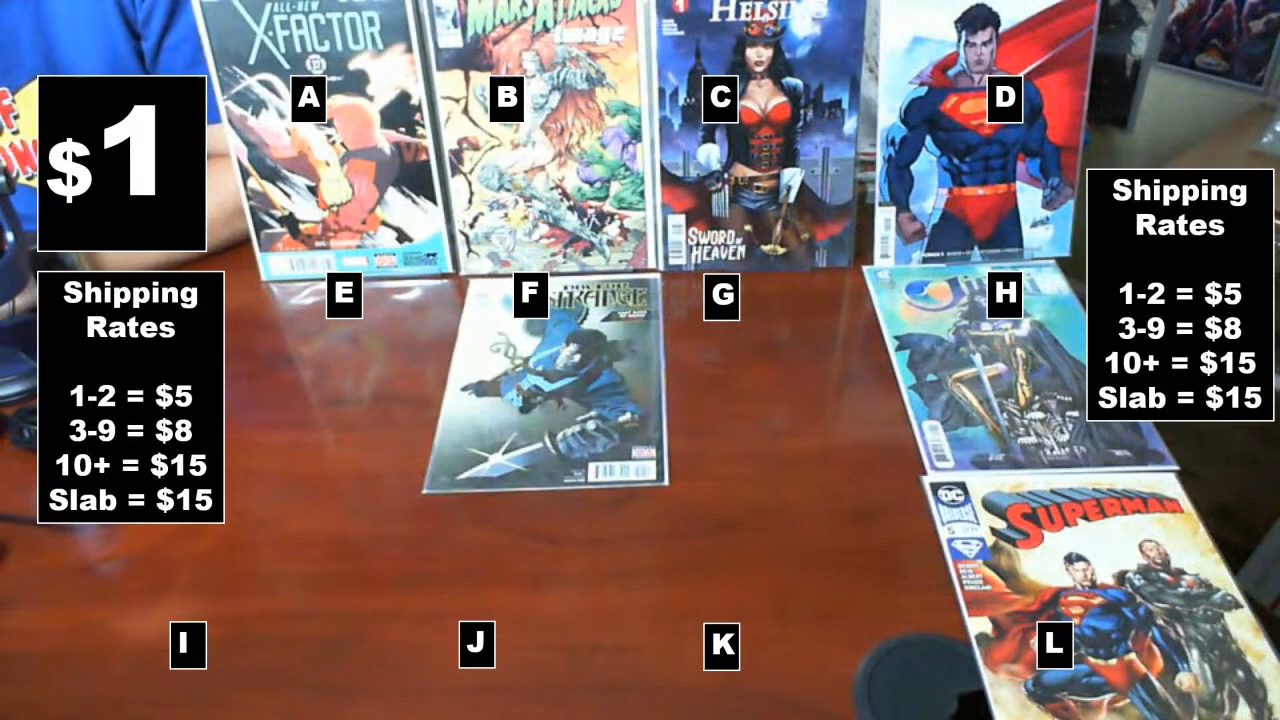 ALL-NEW
X-FACTOR
MARS ATTACKS
IMAGE
1
HELSING
A
B
C
D
$1
Shipping
Rates
1-2 = $5
3-9 = $8
10+ = $15
Slab = $15
Shipping
Rates
1-2 = $5
3-9 = $8
10+ = $15
Slab = $15
SWORD OF
HEAVEN
E
F
G
H
STRANGE
DC
SUPERMAN
I
J
K
L